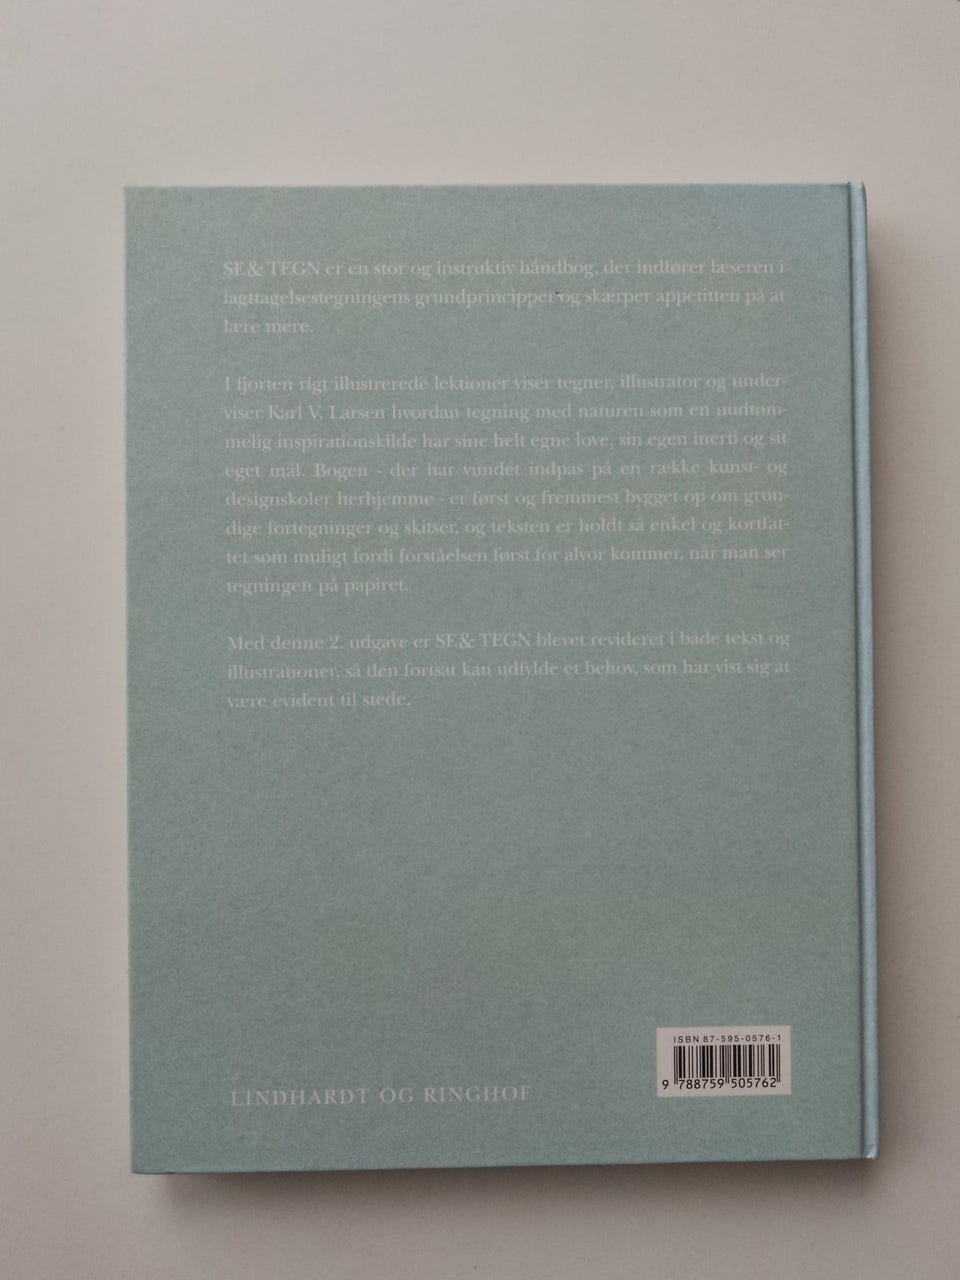 SE& TEGN er en stor og instruktiv håndbog, der indfører læseren i
iagttagelsestegningens grundprincipper og skærper appetitten på at
lære mere.
I fjorten rigt illustrerede lektioner viser tegner, illustrator og under-
viser Karl V. Larsen hvordan tegning med naturen som en uudtøm-
melig inspirationskilde har sine helt egne love, sin egen inerti og sit
eget mål. Bogen - der har vundet indpas på en række kunst- og
designskoler herhjemme - er først og fremmest bygget op om grun-
dige fortegninger og skitser, og teksten er holdt så enkel og kortfat-
tet som muligt fordi forståelsen først for alvor kommer, når man ser
tegningen på papiret.
Med denne 2. udgave er SE& TEGN blevet revideret i både tekst og
illustrationer, så den fortsat kan udfylde et behov, som har vist sig at
være evident til stede.
ISBN 87-595-0576-1
9 788759 505762
LINDHARDT OG RINGHOF